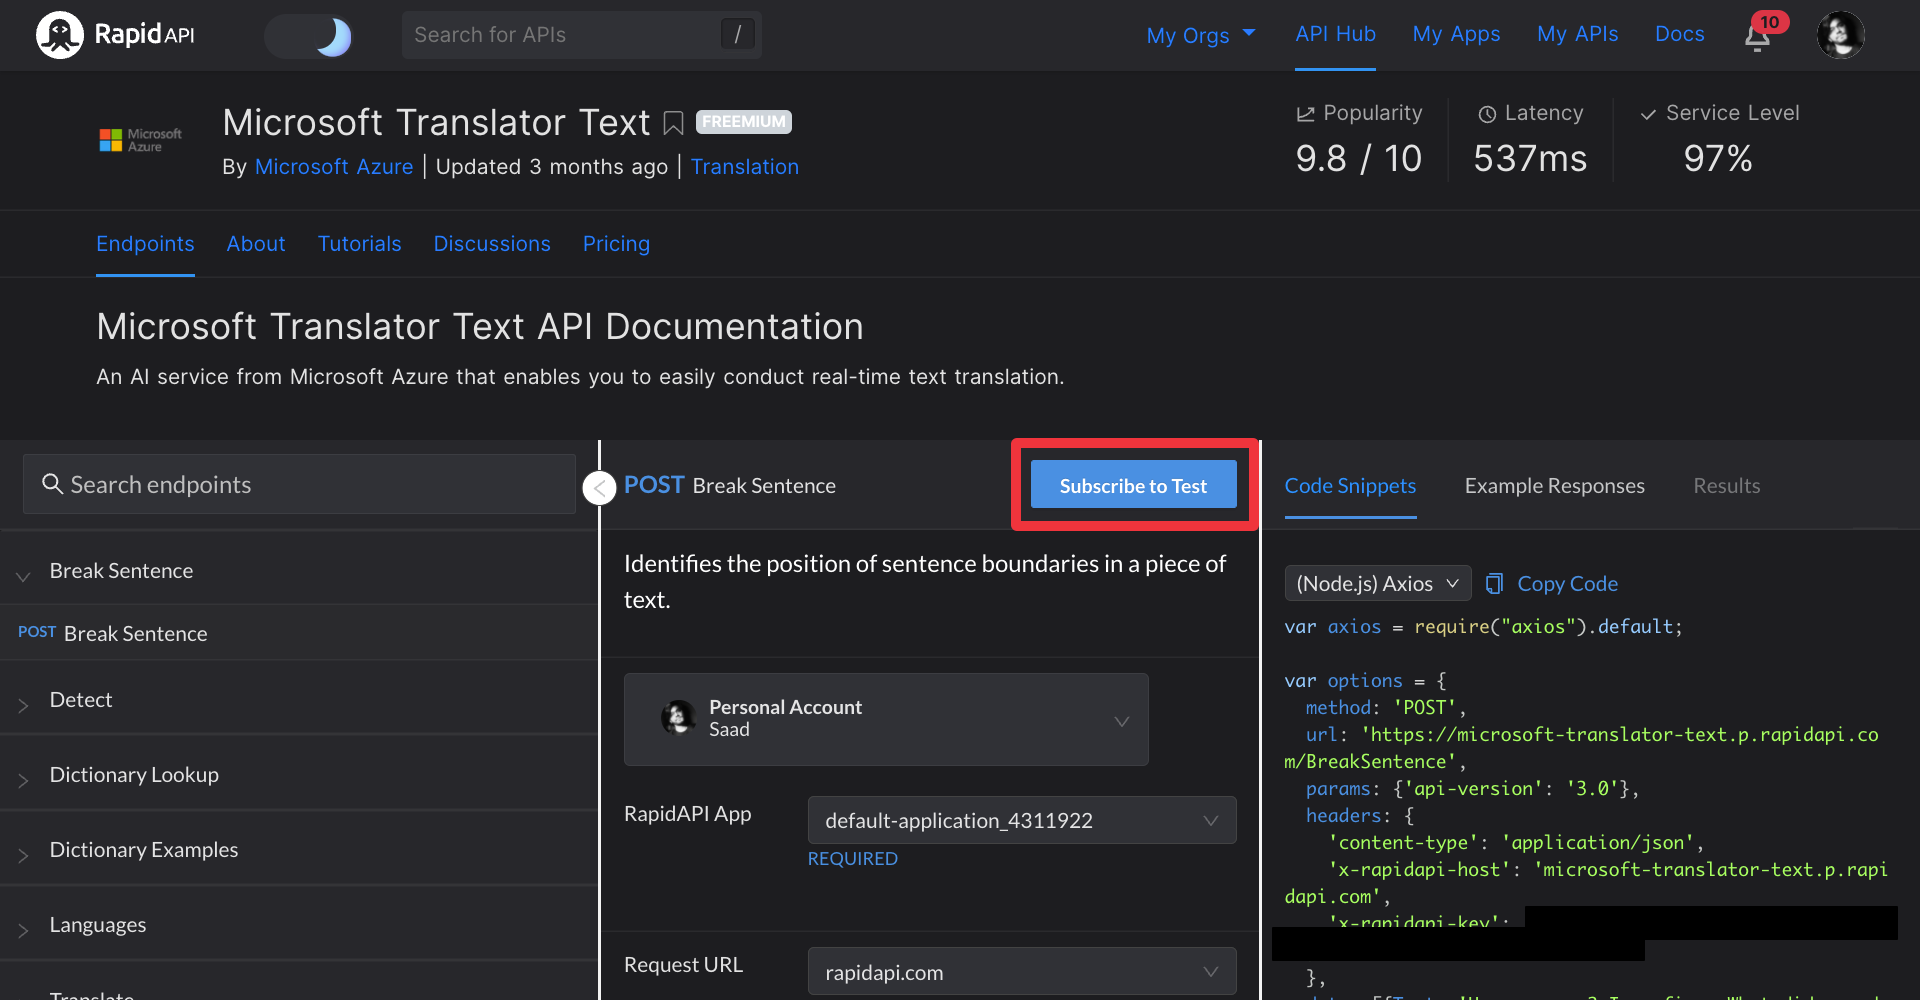 RapidAPI
Search for APIs
/
My Orgs
API Hub
My Apps
My APIs
Docs
10
Microsoft
Azure
Microsoft Translator Text
FREEMIUM
By Microsoft Azure | Updated 3 months ago | Translation
Popularity
9.8 / 10
Latency
537ms
Service Level
97%
Endpoints
About
Tutorials
Discussions
Pricing
Microsoft Translator Text API Documentation
An AI service from Microsoft Azure that enables you to easily conduct real-time text translation.
Search endpoints
Break Sentence
POST Break Sentence
Detect
Dictionary Lookup
Dictionary Examples
Languages
Translate
POST Break Sentence
Subscribe to Test
Identifies the position of sentence boundaries in a piece of
text.
Personal Account
Saad
RapidAPI App
default-application_4311922
REQUIRED
Request URL
rapidapi.com
Code Snippets
Example Responses
Results
(Node.js) Axios
Copy Code
var axios = require("axios").default;
var options = {
method: 'POST',
url: 'https://microsoft-translator-text.p.rapidapi.co
m/BreakSentence',
params: {'api-version': '3.0'},
headers: {
'content-type': 'application/json',
'x-rapidapi-host': 'microsoft-translator-text.p.rapi
dapi.com',
'x-rapidapi-key':
},